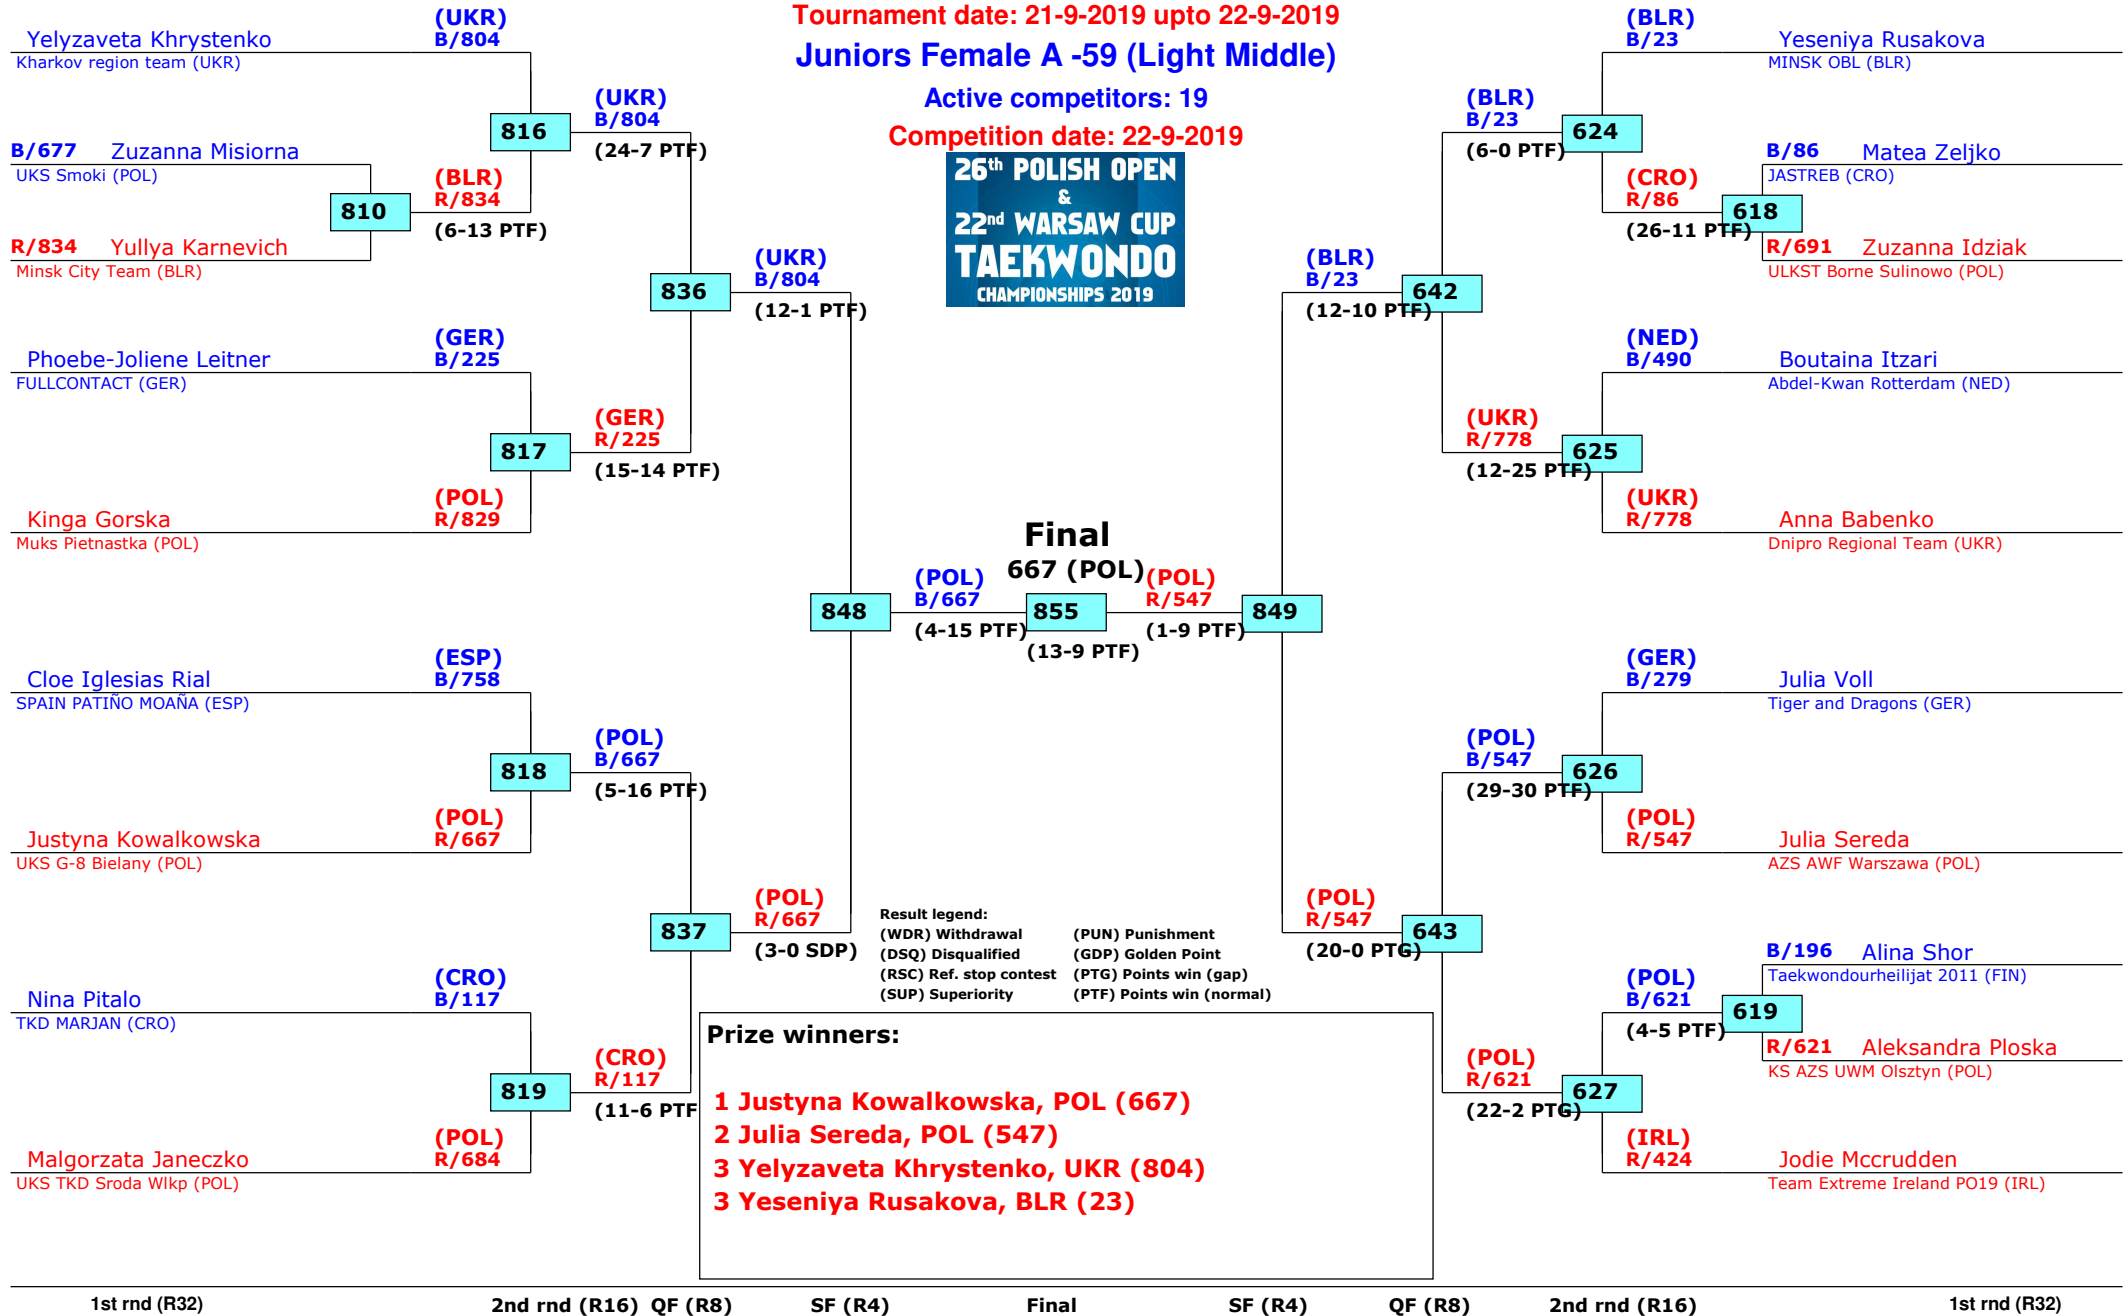 Tournament date: 21-9-2019 upto 22-9-2019
Juniors Female A -59 (Light Middle)
Active competitors: 19
Competition date: 22-9-2019
26th POLISH OPEN
&
22nd WARSAW CUP
TAEKWONDO
CHAMPIONSHIPS 2019
Yelyzaveta Khrystenko
Kharkov region team (UKR)
(UKR)
B/804
B/677 Zuzanna Misiorna
UKS Smoki (POL)
R/834 Yullya Karnevich
Minsk City Team (BLR)
810
(BLR)
R/834
(6-13 PTF)
816
(UKR)
B/804
(24-7 PTF)
Phoebe-Joliene Leitner
FULLCONTACT (GER)
(GER)
B/225
Kinga Gorska
Muks Pietnastka (POL)
(POL)
R/829
817
(GER)
R/225
(15-14 PTF)
836
(UKR)
B/804
(12-1 PTF)
Cloe Iglesias Rial
SPAIN PATIÑO MOAÑA (ESP)
(ESP)
B/758
Justyna Kowalkowska
UKS G-8 Bielany (POL)
(POL)
R/667
818
(POL)
B/667
(5-16 PTF)
Nina Pitalo
TKD MARJAN (CRO)
(CRO)
B/117
Malgorzata Janeczko
UKS TKD Sroda Wlkp (POL)
(POL)
R/684
819
(CRO)
R/117
(11-6 PTF
837
(POL)
R/667
(3-0 SDP)
848
(POL)
B/667
(4-15 PTF)
Final
667 (POL)
855
(13-9 PTF)
(POL)
R/547
(1-9 PTF)
849
(BLR)
B/23
(12-10 PTF)
642
(BLR)
B/23
(6-0 PTF)
624
(BLR)
B/23
Yeseniya Rusakova
MINSK OBL (BLR)
(CRO)
R/86
(26-11 PTF)
618
B/86 Matea Zeljko
JASTREB (CRO)
R/691 Zuzanna Idziak
ULKST Borne Sulinowo (POL)
(UKR)
R/778
(12-25 PTF)
625
(NED)
B/490
Boutaina Itzari
Abdel-Kwan Rotterdam (NED)
(UKR)
R/778
Anna Babenko
Dnipro Regional Team (UKR)
(POL)
R/547
(20-0 PTG)
643
(POL)
B/547
(29-30 PTF)
626
(GER)
B/279
Julia Voll
Tiger and Dragons (GER)
(POL)
R/547
Julia Sereda
AZS AWF Warszawa (POL)
(POL)
R/621
(22-2 PTG)
627
(POL)
B/621
(4-5 PTF)
619
B/196 Alina Shor
Taekwondourheilijat 2011 (FIN)
R/621 Aleksandra Ploska
KS AZS UWM Olsztyn (POL)
(IRL)
R/424
Jodie Mccrudden
Team Extreme Ireland PO19 (IRL)
Result legend:
(WDR) Withdrawal (PUN) Punishment
(DSQ) Disqualified (GDP) Golden Point
(RSC) Ref. stop contest (PTG) Points win (gap)
(SUP) Superiority (PTF) Points win (normal)
Prize winners:
1 Justyna Kowalkowska, POL (667)
2 Julia Sereda, POL (547)
3 Yelyzaveta Khrystenko, UKR (804)
3 Yeseniya Rusakova, BLR (23)
1st rnd (R32) 2nd rnd (R16) QF (R8) SF (R4) Final SF (R4) QF (R8) 2nd rnd (R16) 1st rnd (R32)